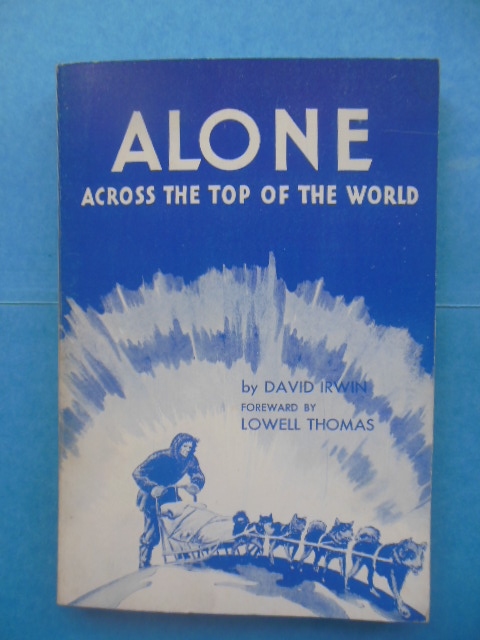 ALONE
ACROSS THE TOP OF THE WORLD
by DAVID IRWIN
FOREWARD BY
LOWELL THOMAS